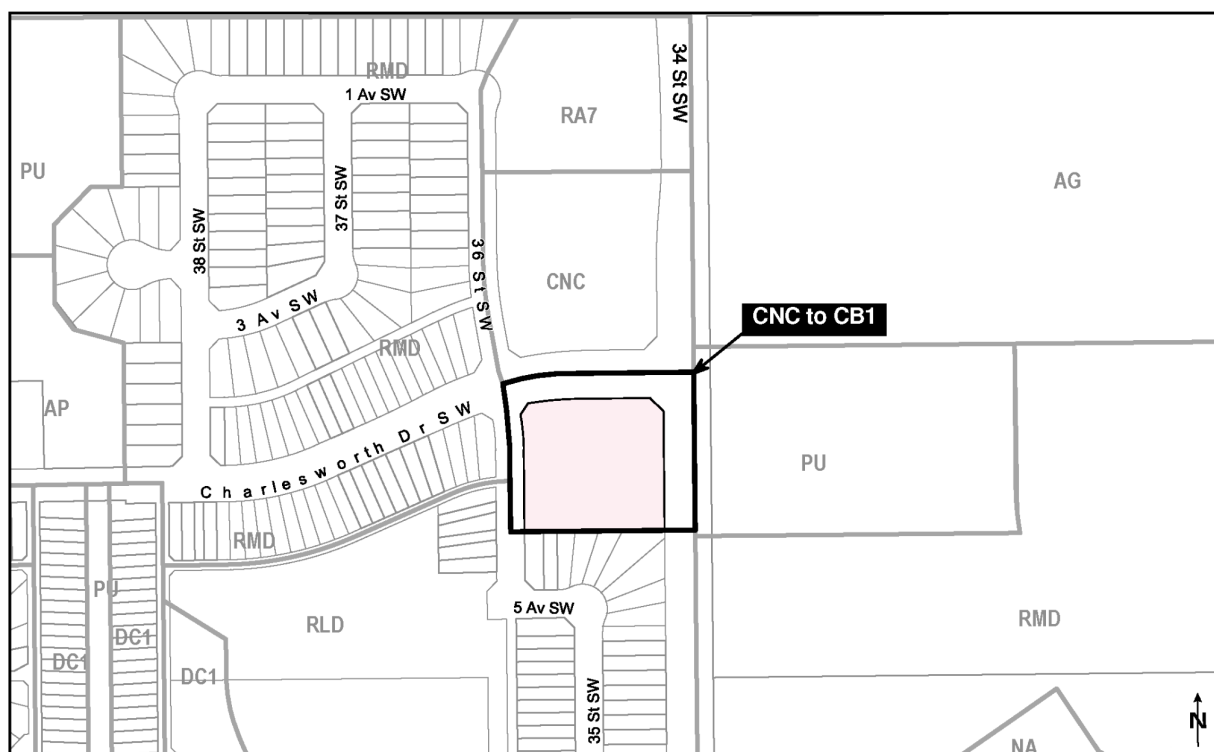 RMD
1 Av SW
34 St SW
RA7
PU
AG
37 St SW
38 St SW
36 St SW
CNC
3 Av SW
CNC to CB1
RMD
AP
Charlesworth Dr SW
PU
RMD
PU
5 Av SW
RLD
RMD
DC1
DC1
DC1
35 St SW
N
NA